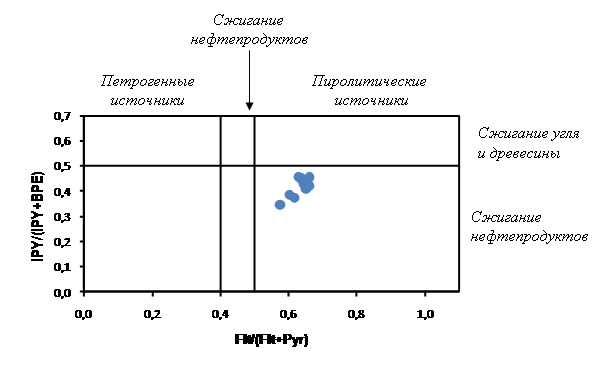 Сжигание
нефтепродуктов
Петрогенные
источники
Пиролитические
источники
Сжигание угля
и древесины
Сжигание
нефтепродуктов
IPY/(IPY+BPE)
0,7
0,6
0,5
0,4
0,3
0,2
0,1
0,0
0,0 0,2 0,4 0,6 0,8 1,0
Flt/(Flt+Pyr)